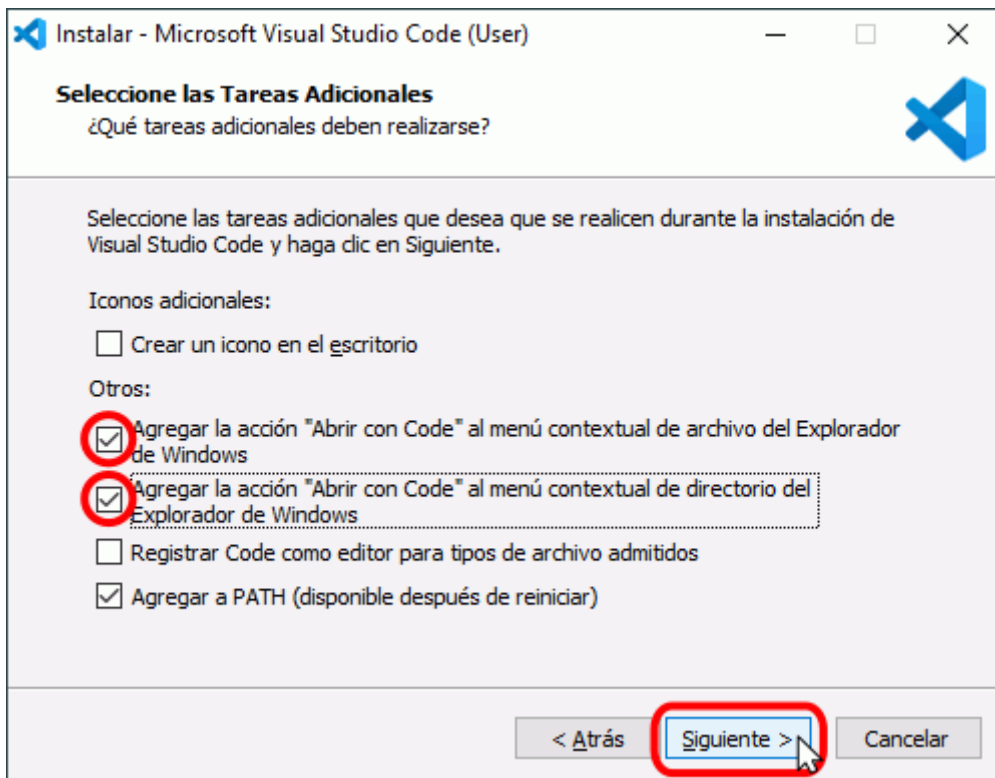 Instalar - Microsoft Visual Studio Code (User)
Seleccione las Tareas Adicionales
¿Qué tareas adicionales deben realizarse?
Seleccione las tareas adicionales que desea que se realicen durante la instalación de
Visual Studio Code y haga clic en Siguiente.
Iconos adicionales:
Crear un icono en el escritorio
Otros:
Agregar la acción "Abrir con Code" al menú contextual de archivo del Explorador
de Windows
Agregar la acción "Abrir con Code" al menú contextual de directorio del
Explorador de Windows
Registrar Code como editor para tipos de archivo admitidos
Agregar a PATH (disponible después de reiniciar)
< Atrás Siguiente > Cancelar